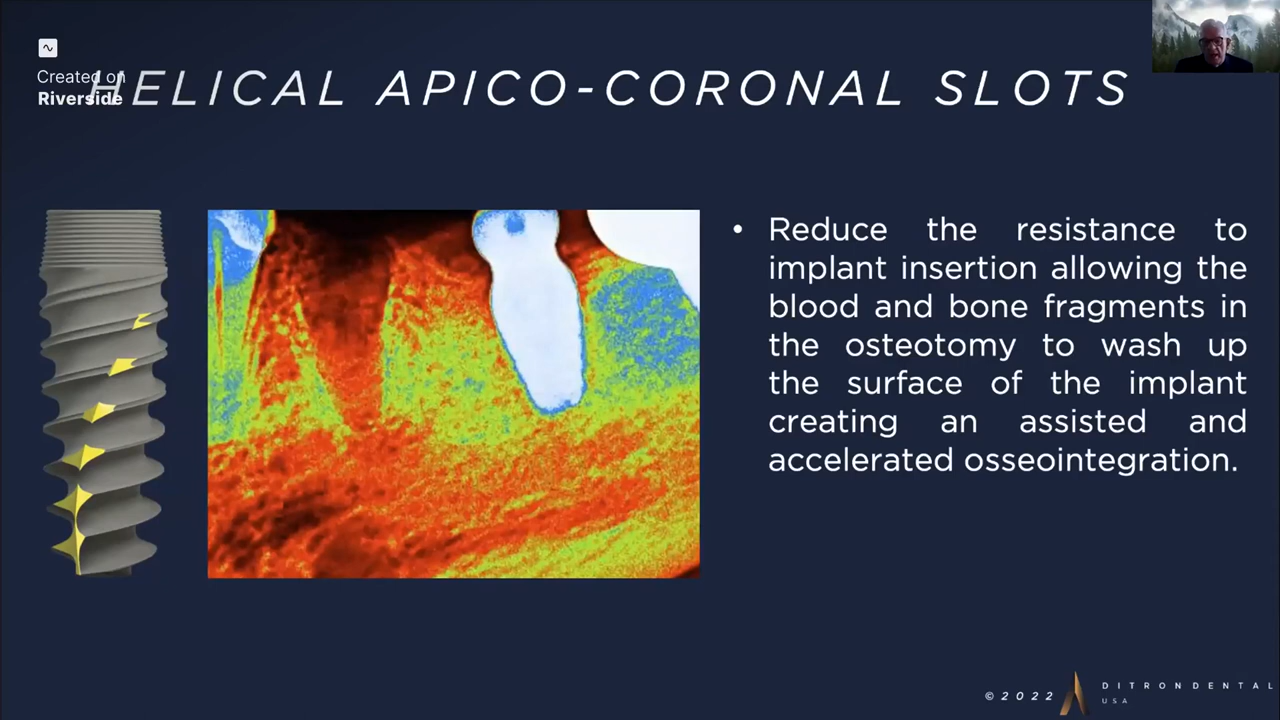 Created on
Riverside
HELICAL APICO-CORONAL SLOTS
• Reduce the resistance to
implant insertion allowing the
blood and bone fragments in
the osteotomy to wash up
the surface of the implant
creating an assisted and
accelerated osseointegration.
©2022
DITRONDENTAL
USA